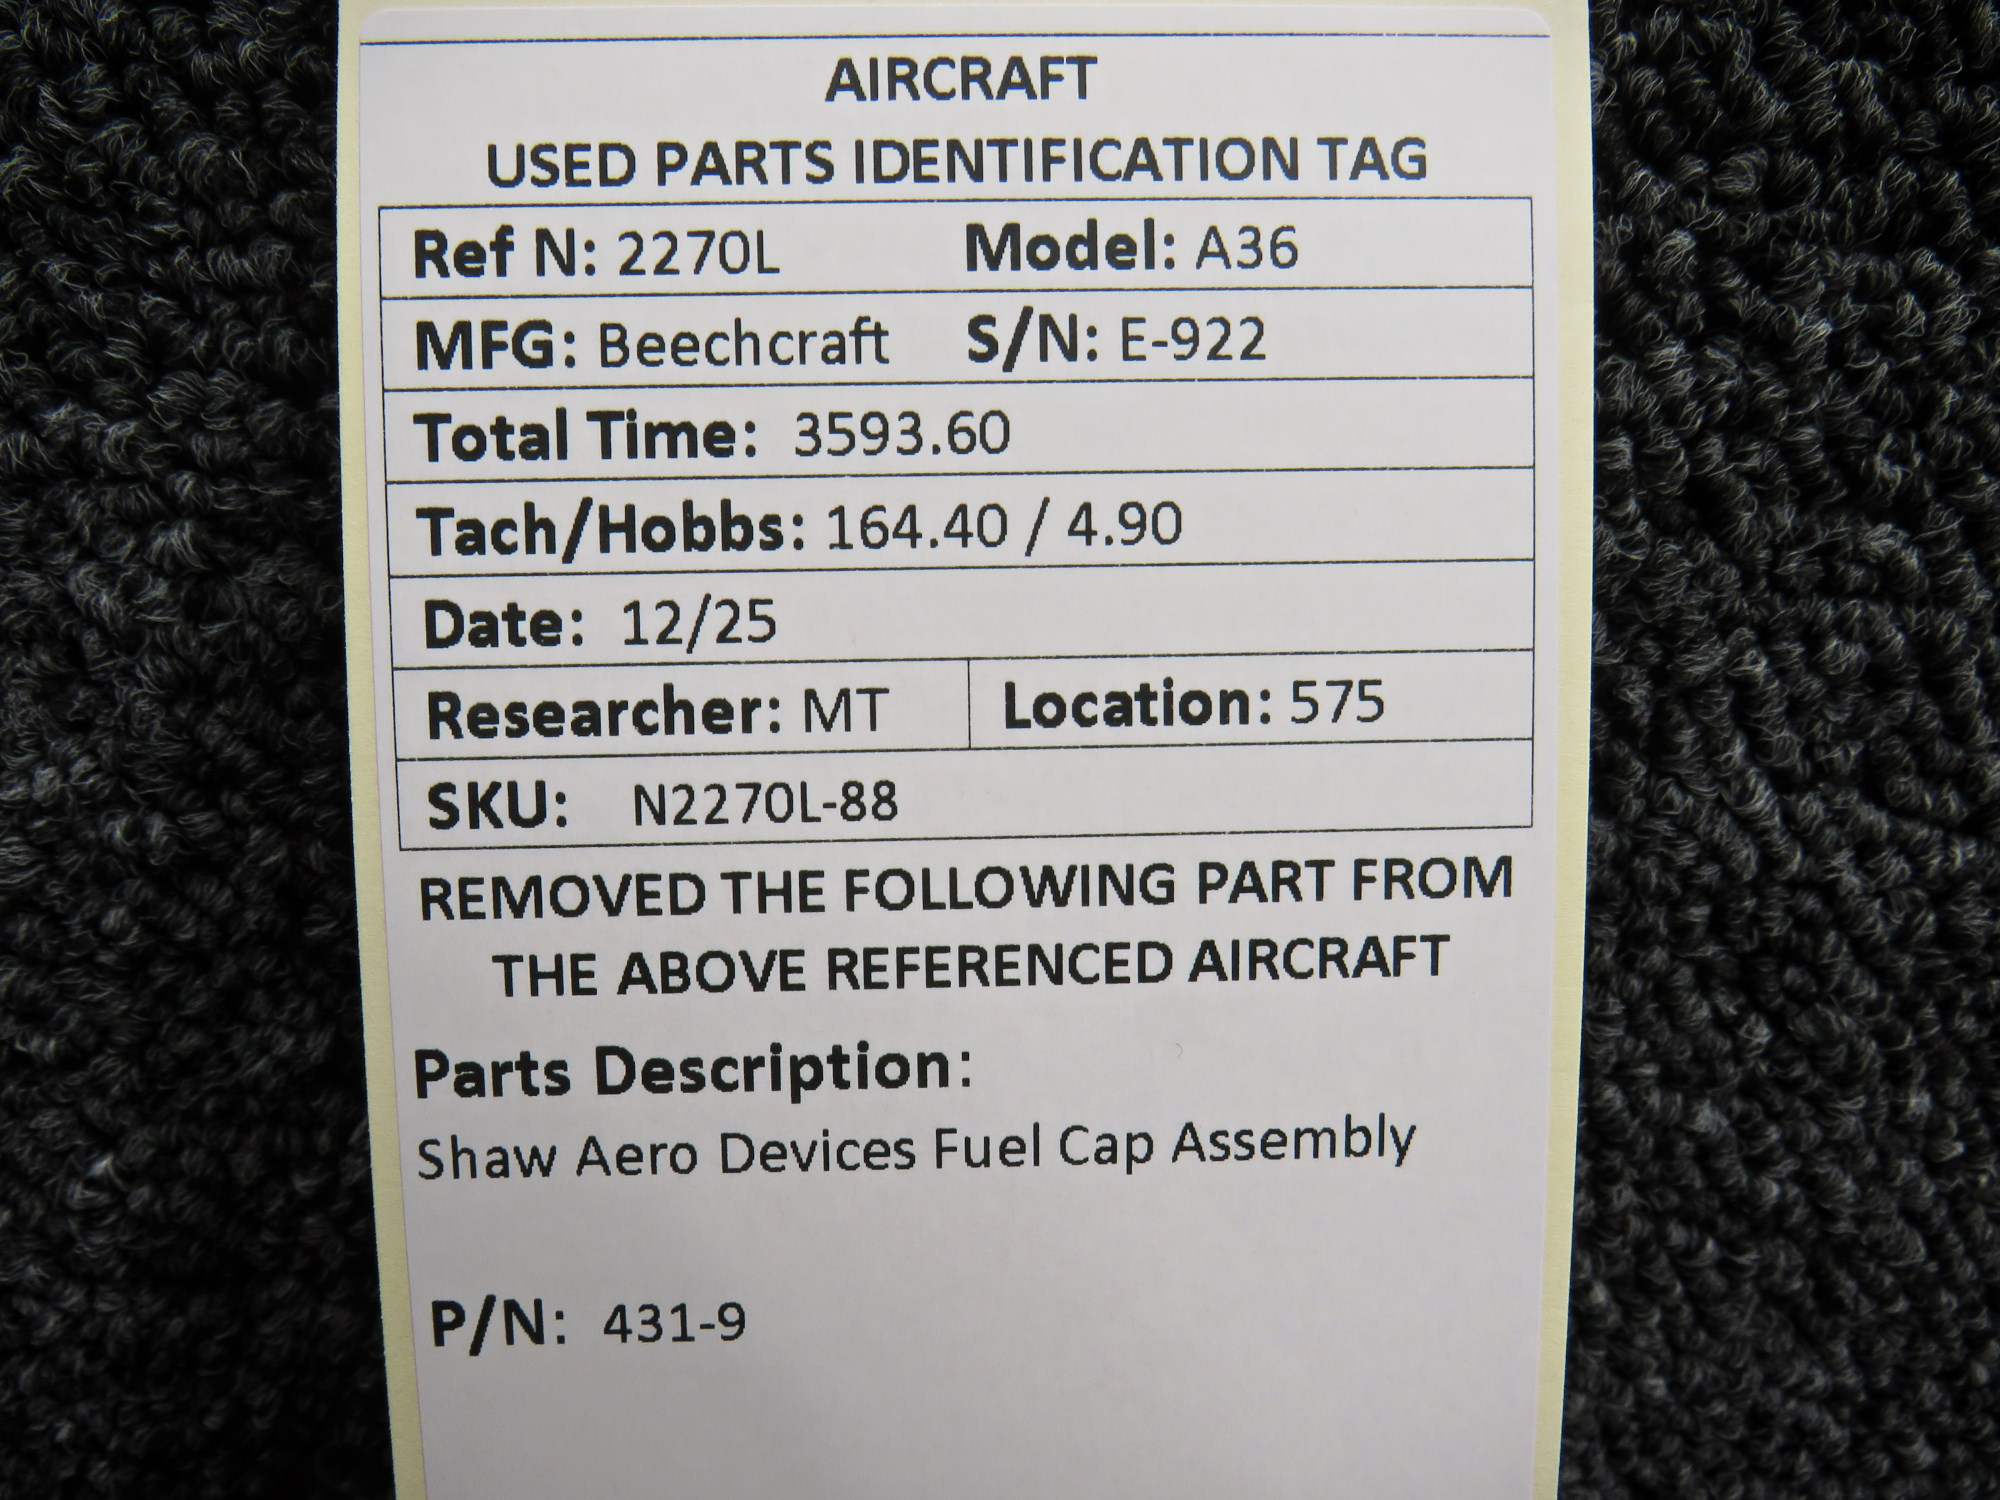 AIRCRAFT
USED PARTS IDENTIFICATION TAG
Ref N: 2270L Model: A36
MFG: Beechcraft S/N: E-922
Total Time: 3593.60
Tach/Hobbs: 164.40 / 4.90
Date: 12/25
Researcher: MT Location: 575
SKU: N2270L-88
REMOVED THE FOLLOWING PART FROM
THE ABOVE REFERENCED AIRCRAFT
Parts Description:
Shaw Aero Devices Fuel Cap Assembly
P/N: 431-9